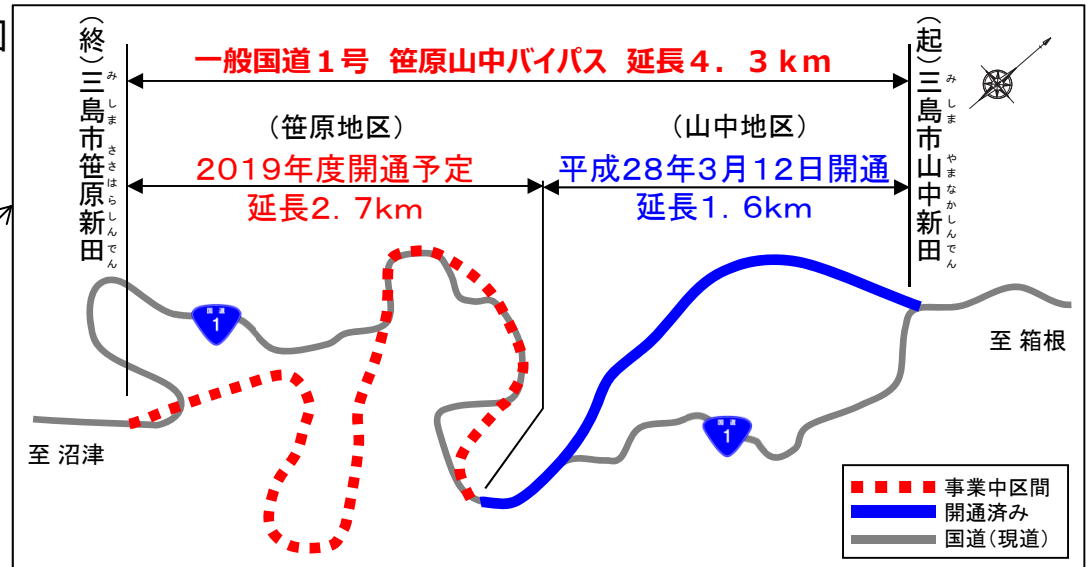 一般国道1号 笹原山中バイパス 延長4.3km
(終)三島市笹原新田
みしま ささはらしんでん
(起)三島市山中新田
みしま やまなかしんでん
(笹原地区)
2019年度開通予定
延長2.7km
(山中地区)
平成28年3月12日開通
延長1.6km
国道
1
国道
1
至 箱根
至 沼津
事業中区間
開通済み
国道(現道)